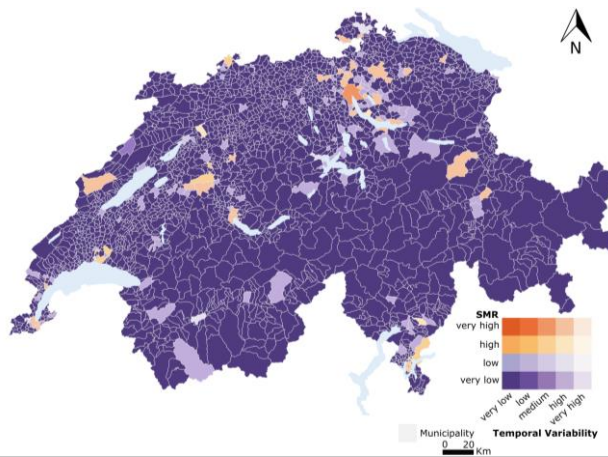 N
SMR
very high
high
low
very low
very low
low
medium
high
very high
Municipality
Temporal Variability
0 20
Km